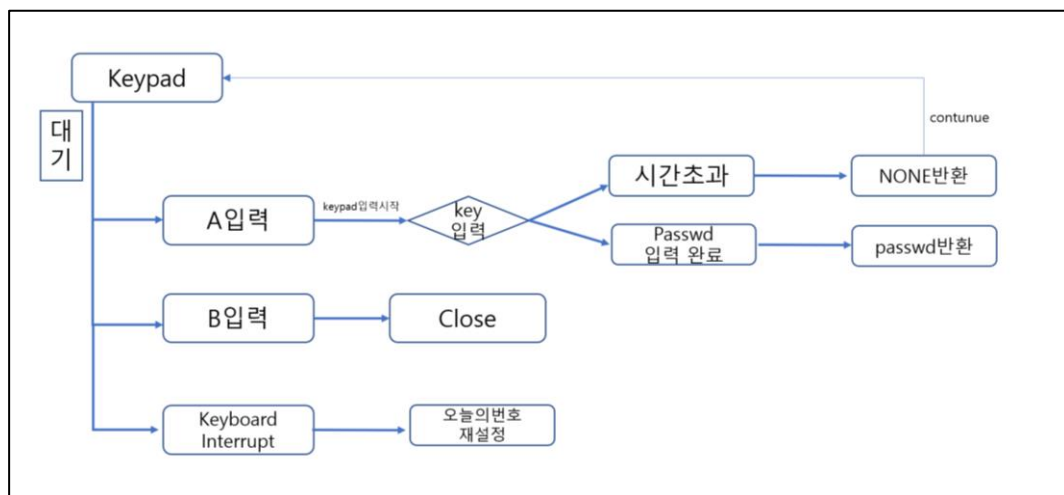 Keypad
대
기
contunue
시간초과
NONE반환
A입력
keypad입력시작
key
입력
Passwd
입력 완료
passwd반환
B입력
Close
Keyboard
Interrupt
오늘의번호
재설정